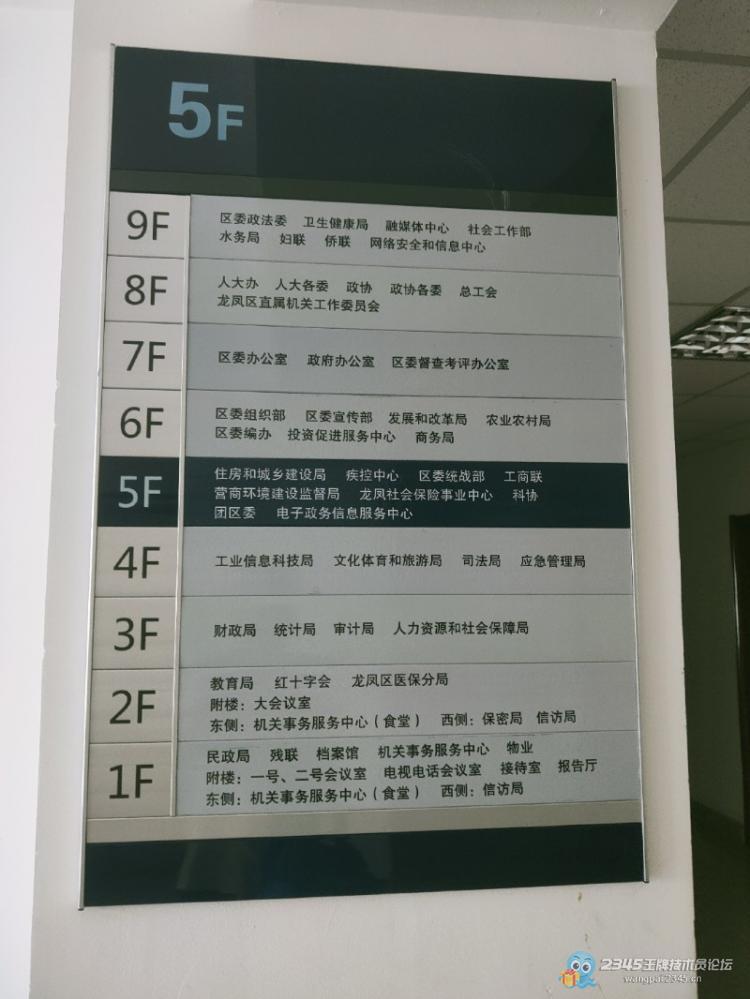 5F
9F
区委政法委 卫生健康局 融媒体中心 社会工作部
水务局 妇联 侨联 网络安全和信息中心
8F
人大办 人大各委 政协 政协各委 总工会
龙凤区直属机关工作委员会
7F
区委办公室 政府办公室 区委督查考评办公室
6F
区委组织部 区委宣传部 发展和改革局 农业农村局
区委编办 投资促进服务中心 商务局
5F
住房和城乡建设局 疾控中心 区委统战部 工商联
营商环境建设监督局 龙凤社会保险事业中心 科协
团区委 电子政务信息服务中心
4F
工业信息科技局 文化体育和旅游局 司法局 应急管理局
3F
财政局 统计局 审计局 人力资源和社会保障局
2F
教育局 红十字会 龙凤区医保分局
附楼：大会议室
东侧：机关事务服务中心（食堂） 西侧：保密局 信访局
1F
民政局 残联 档案馆 机关事务服务中心 物业
附楼：一号、二号会议室 电视电话会议室 接待室 报告厅
东侧：机关事务服务中心（食堂） 西侧：信访局
2345王牌技术员论坛
wangpai2345.cn